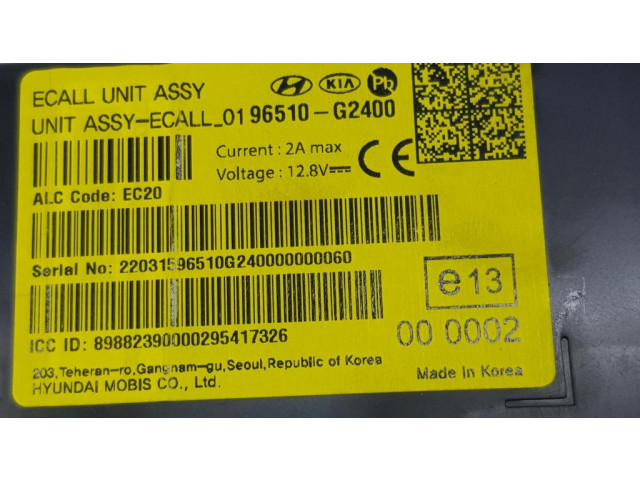 ECALL UNIT ASSY
KIA Pb
UNIT ASSY-ECALL_01 96510-G2400
Current : 2A max
Voltage : 12.8V
CE
A.L.C Code: EC20
Serial No: 22031596510G240000000060
e13
ICC ID: 89882390000295417326
00 0002
203, Teheran-ro, Gangnam-gu, Seoul, Republic of Korea
HYUNDAI MOBIS CO., Ltd.
Made In Korea